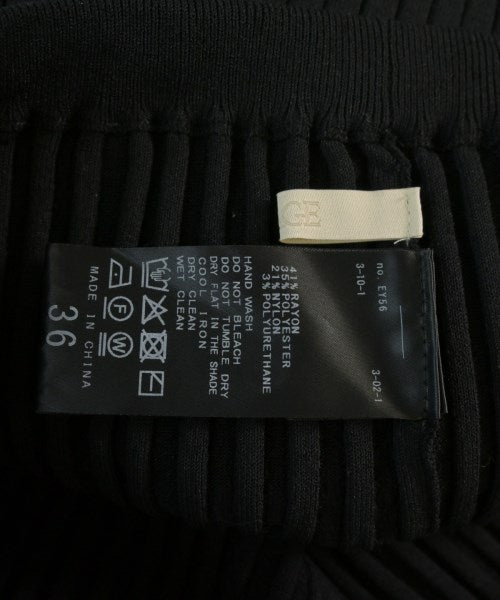 GE
no. EY56
3-10-1
3-02-1
41% RAYON
35% POLYESTER
21% NYLON
3% POLYURETHANE
HAND WASH
DO NOT BLEACH
DO NOT TUMBLE DRY
DRY FLAT IN THE SHADE
COOL IRON
DRY CLEAN
WET CLEAN
F W
MADE IN CHINA
36